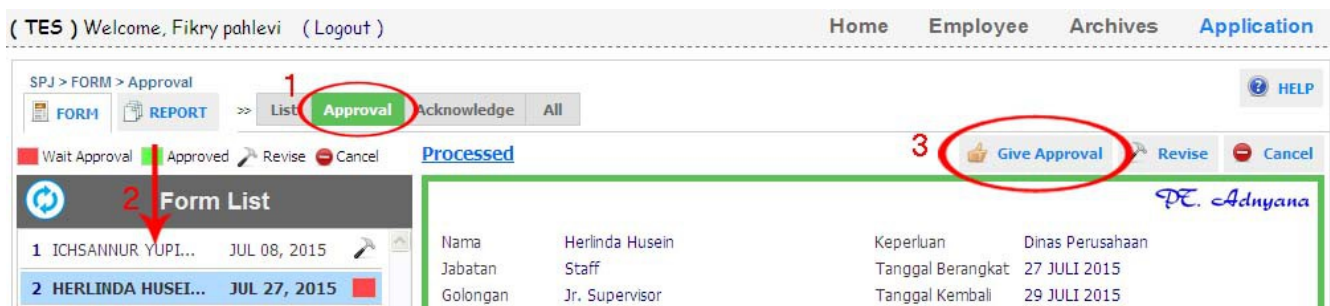 ( TES ) Welcome, Fikry pahlevi ( Logout )
Home Employee Archives Application
SPJ > FORM > Approval
1
HELP
FORM REPORT >> List Approval Acknowledge All
Wait Approval Approved Revise Cancel
Processed
3 Give Approval Revise Cancel
2 Form List
PT. Adnyana
1 ICHSANNUR YUPI... JUL 08, 2015
2 HERLINDA HUSEI... JUL 27, 2015
Nama Herlinda Husein Keperluan Dinas Perusahaan
Jabatan Staff Tanggal Berangkat 27 JULI 2015
Golongan Jr. Supervisor Tanggal Kembali 29 JULI 2015